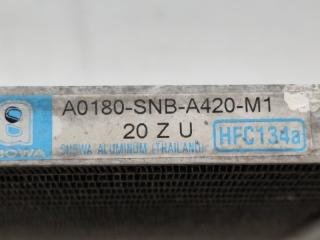 A0180-SNB-A420-M1
20 Z U
HFC134a
SHOWA
SHOWA ALUMINUM (THAILAND)